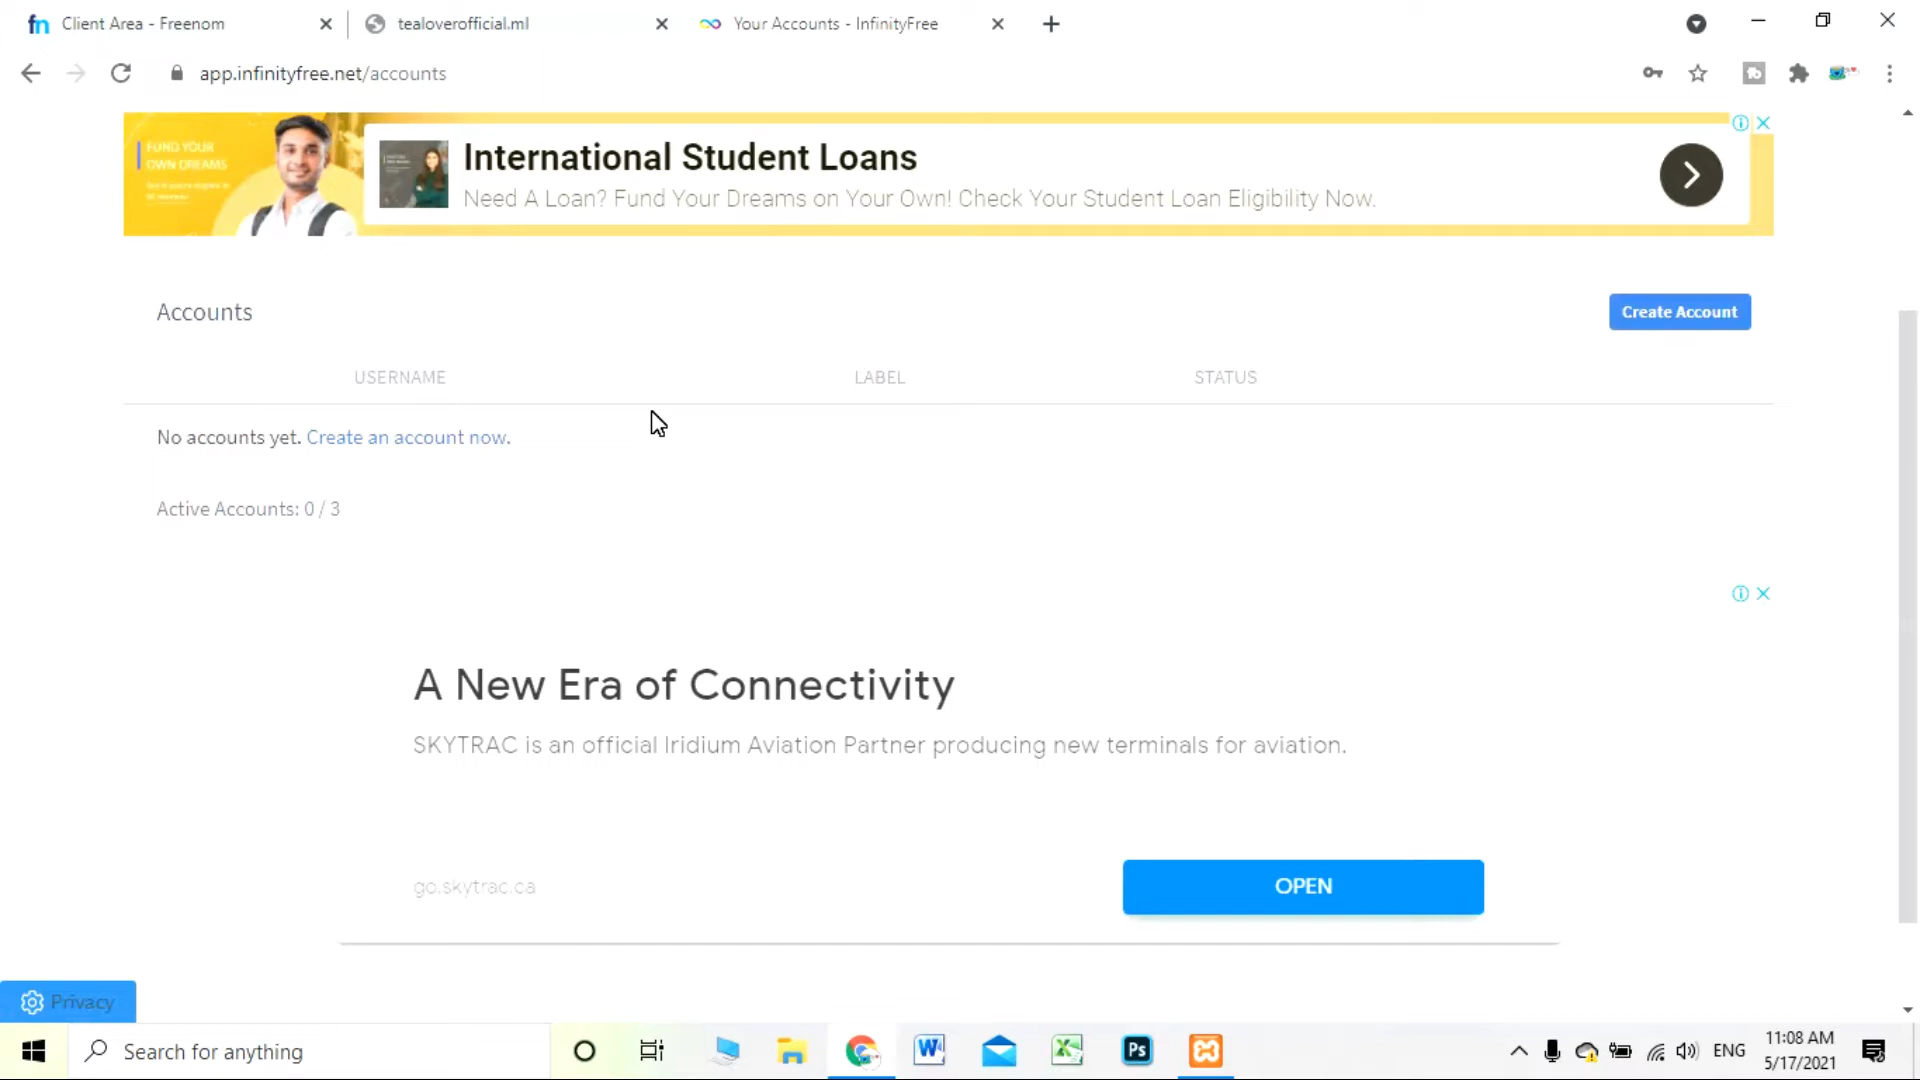 Client Area - Freenom
tealoverofficial.ml
Your Accounts - InfinityFree
app.infinityfree.net/accounts
FUND YOUR
OWN DREAMS
International Student Loans
Need A Loan? Fund Your Dreams on Your Own! Check Your Student Loan Eligibility Now.
Accounts
Create Account
USERNAME LABEL STATUS
No accounts yet. Create an account now.
Active Accounts: 0 / 3
A New Era of Connectivity
SKYTRAC is an official Iridium Aviation Partner producing new terminals for aviation.
go.skytrac.ca
OPEN
Privacy
Search for anything
ENG
11:08 AM
5/17/2021